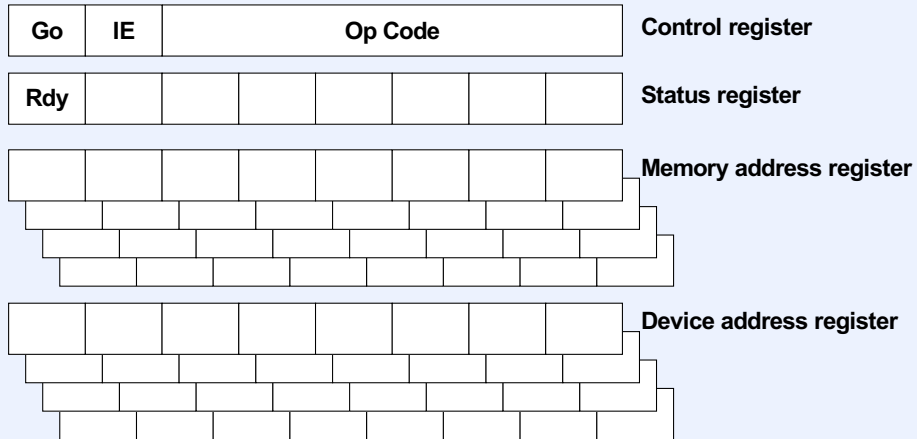 Go IE Op Code Control register
Rdy Status register
Memory address register
Device address register